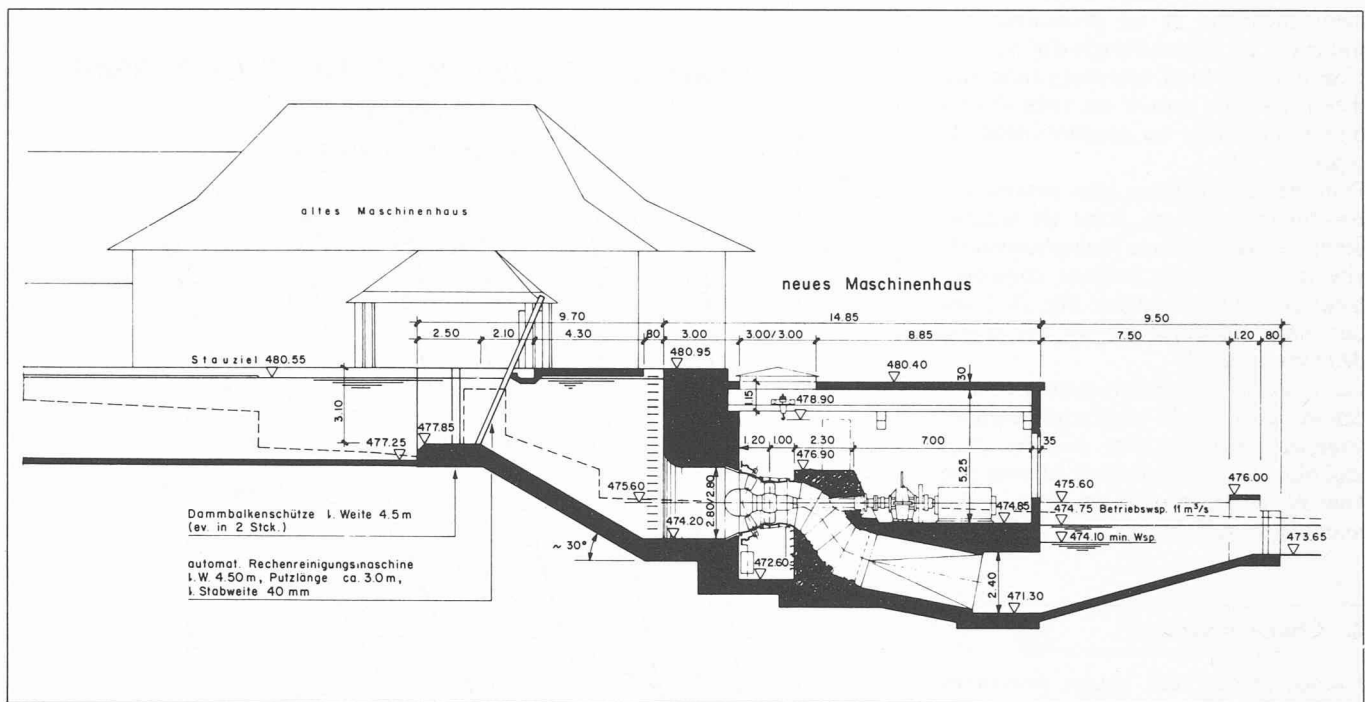 altes Maschinenhaus
neues Maschinenhaus
9.70 14.85 9.50
2.50 2.10 4.30 80 3.00 3.00/3.00 8.85 7.50 1.20 80
Stauziel 480.55
480.95
480.40
30
1.15
478.90
3.10
477.85
477.25
1.20 1.00 2.30 7.00 35
476.90
5.25
475.60
2.80/2.80
474.20
474.85
475.60
476.00
474.75 Betriebswsp. 11 m³/s
474.10 min. Wsp.
473.65
Dammbalkenschütze l. Weite 4.5 m
(ev. in 2 Stck.)
~ 30°
472.60
automat. Rechenreinigungsmaschine
l.W. 4.50 m, Putzlänge ca. 3.0 m,
l. Stabweite 40 mm
2.40
471.30